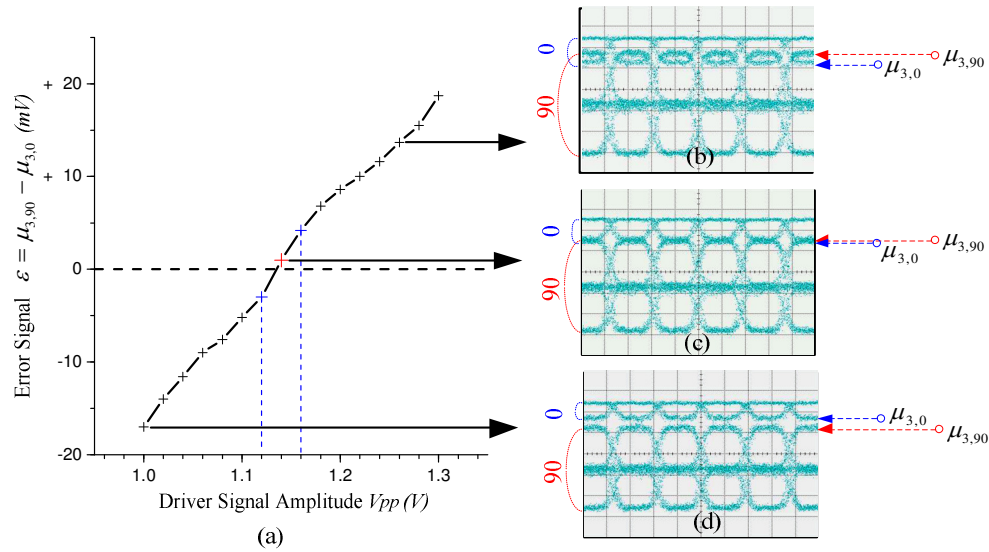 Error Signal ε = μ3,90 − μ3,0 (mV)
+ 20
+ 10
0
-10
-20
1.0 1.1 1.2 1.3
Driver Signal Amplitude Vpp (V)
(a)
0
90
μ3,90
μ3,0
(b)
0
90
μ3,90
μ3,0
(c)
0
90
μ3,0
μ3,90
(d)